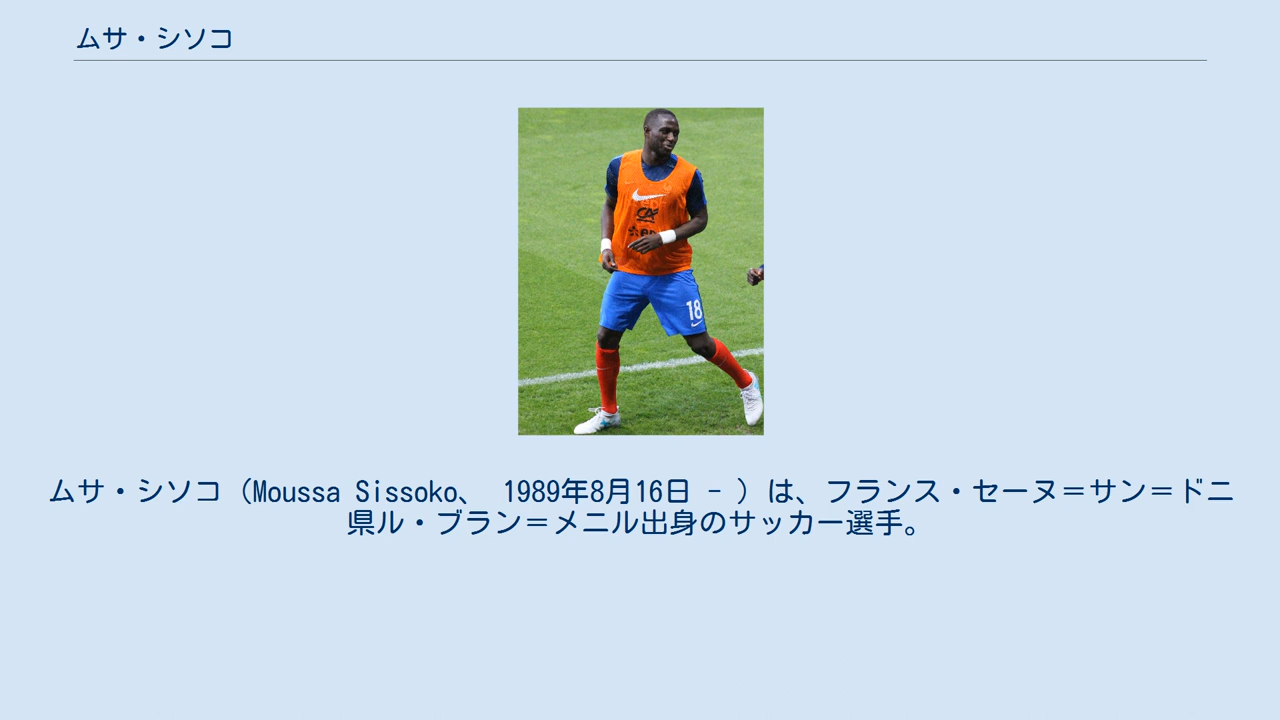 ムサ・シソコ
CA
18
ムサ・シソコ（Moussa Sissoko、 1989年8月16日 - ）は、フランス・セーヌ＝サン＝ドニ
県ル・ブラン＝メニル出身のサッカー選手。